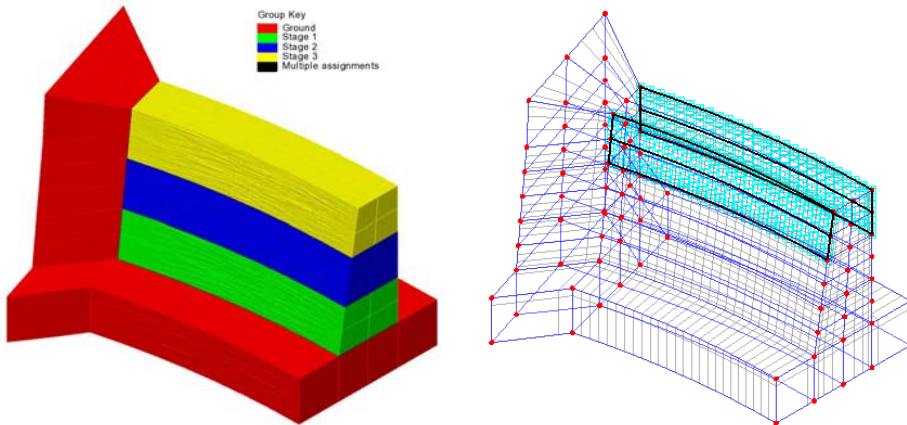 Group Key
Ground
Stage 1
Stage 2
Stage 3
Multiple assignments